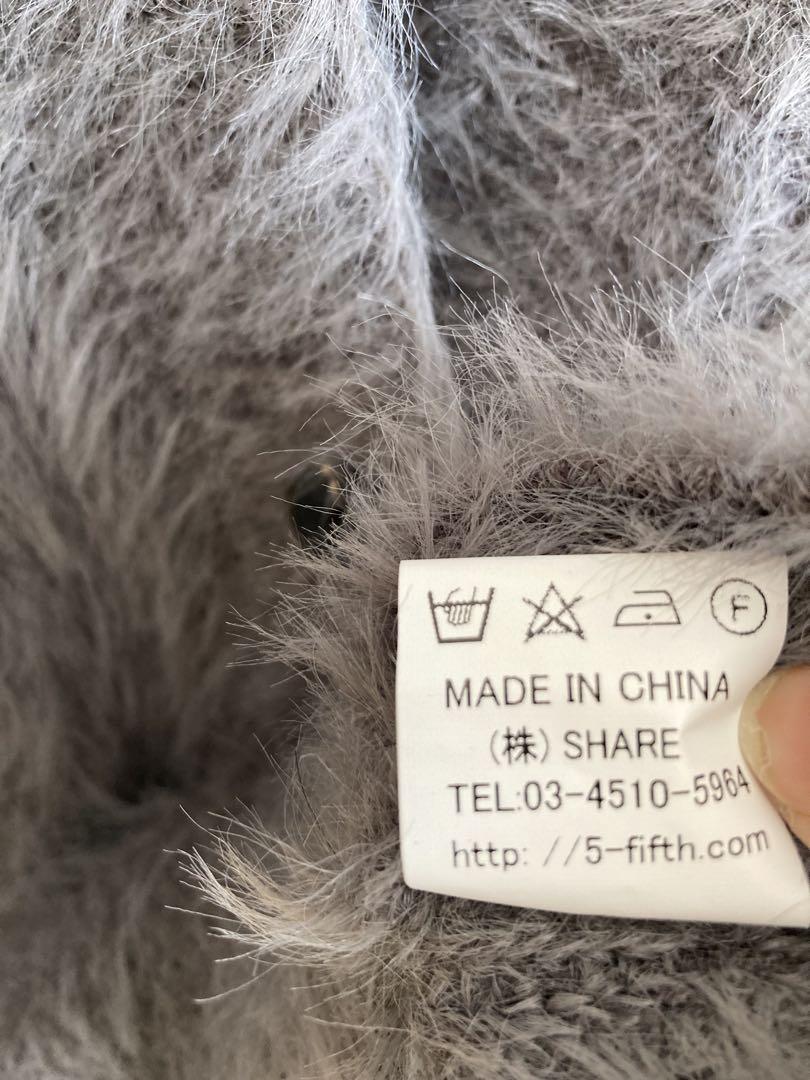 F
MADE IN CHINA
(株) SHARE
TEL:03-4510-5964
http: //5-fifth.com